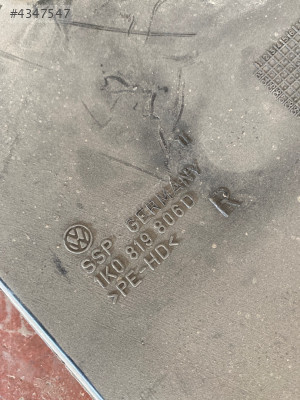 #4347547
SSP GERMANY
1K0 819 806D R
>PE-HD<